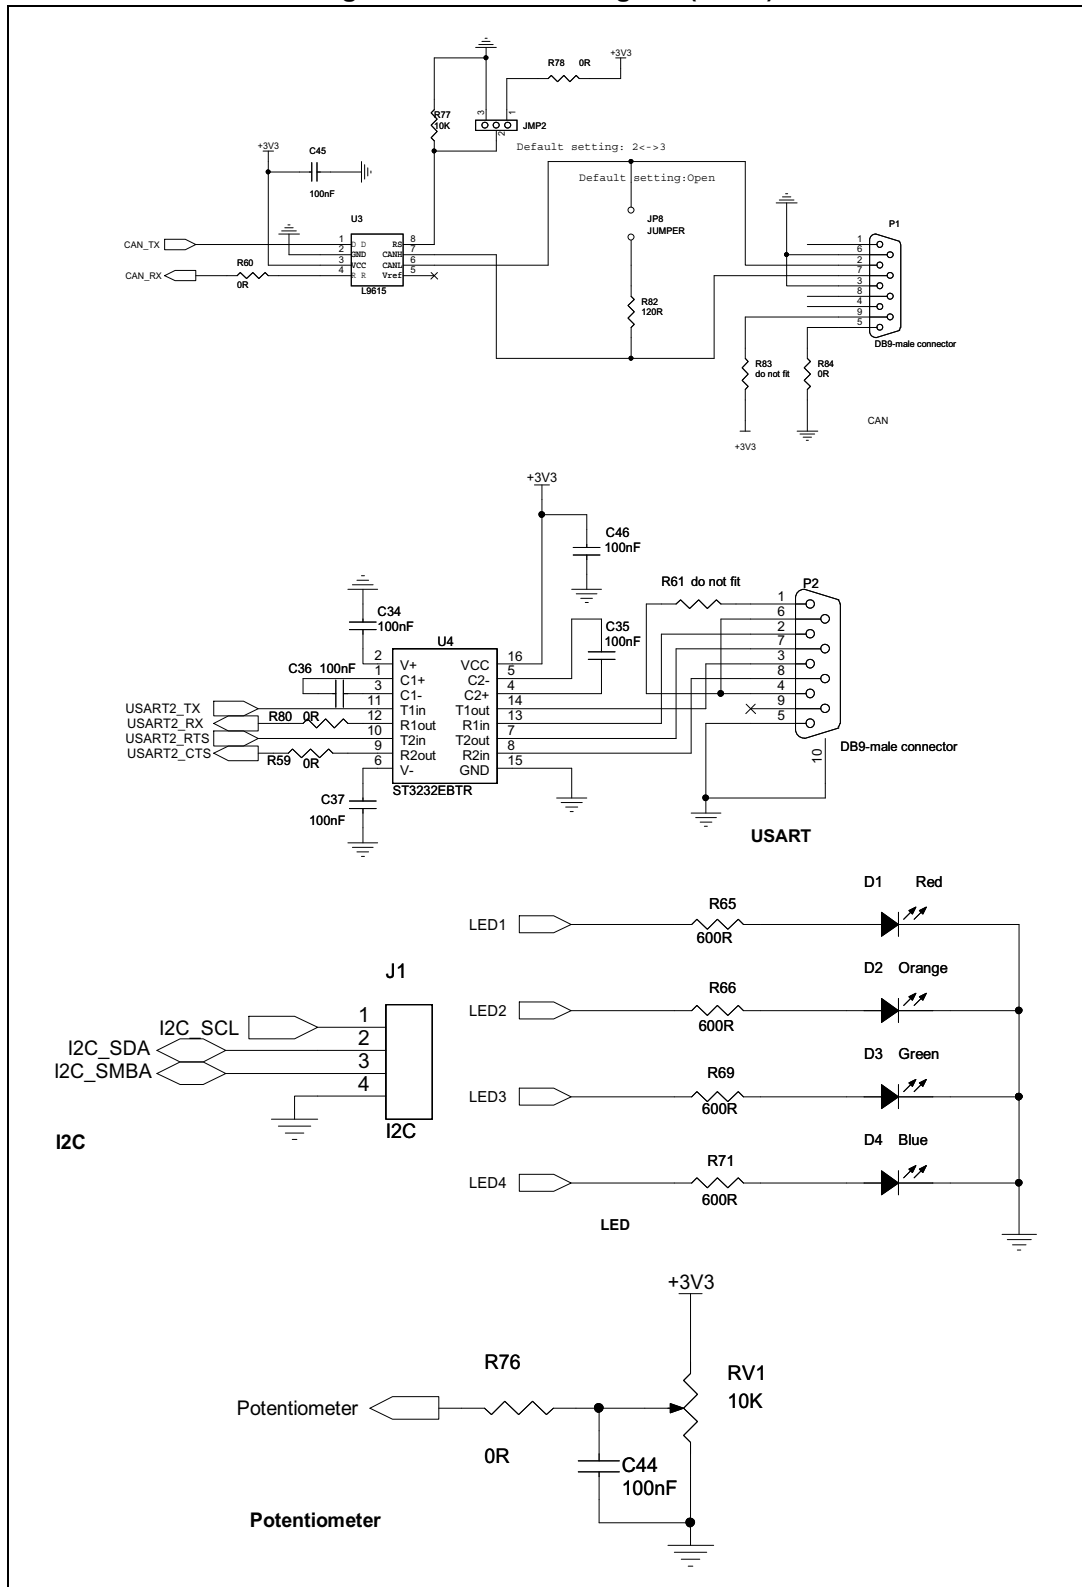 R78 0R
+3V3
R77
10K
3
1
2
JMP2
Default setting: 2<->3
Default setting:Open
+3V3
C45
100nF
U3
CAN_TX
CAN_RX
R60
0R
1
2
3
4
D D
GND
VCC
R R
RS
CANH
CANL
Vref
8
7
6
5
L9615
JP8
JUMPER
R82
120R
P1
1
6
2
7
3
8
4
9
5
DB9-male connector
R83
do not fit
R84
0R
+3V3
CAN
+3V3
C46
100nF
R61 do not fit
P2
C34
100nF
C35
100nF
U4
C36 100nF
2
1
3
11
12
10
9
6
V+
C1+
C1-
T1in
R1out
T2in
R2out
V-
VCC
C2-
C2+
T1out
R1in
T2out
R2in
GND
16
5
4
14
13
7
8
15
USART2_TX
USART2_RX
USART2_RTS
USART2_CTS
R80 0R
R59 0R
ST3232EBTR
C37
100nF
1
6
2
7
3
8
4
9
5
10
DB9-male connector
USART
D1 Red
R65
LED1
600R
D2 Orange
R66
LED2
600R
D3 Green
R69
LED3
600R
D4 Blue
R71
LED4
600R
LED
J1
I2C_SCL
I2C_SDA
I2C_SMBA
1
2
3
4
I2C
I2C
+3V3
R76
RV1
10K
Potentiometer
0R
C44
100nF
Potentiometer